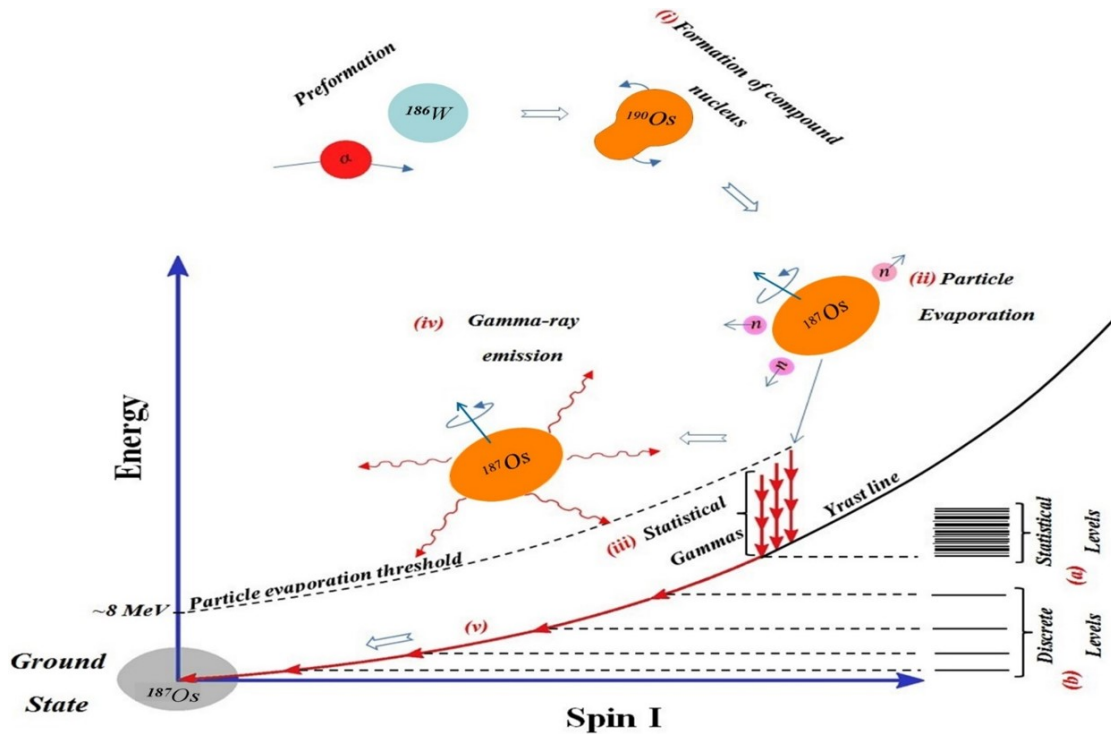 Preformation
α
¹⁸⁶W
¹⁹⁰Os
(i) Formation of compound
nucleus
n
n
n
¹⁸⁷Os
(ii) Particle
Evaporation
(iv) Gamma-ray
emission
¹⁸⁷Os
Energy
Particle evaporation threshold
~8 MeV
(iii) Statistical
Gammas
Yrast line
Statistical
Levels
(a)
Discrete
Levels
(b)
(v)
Ground
State
¹⁸⁷Os
Spin I